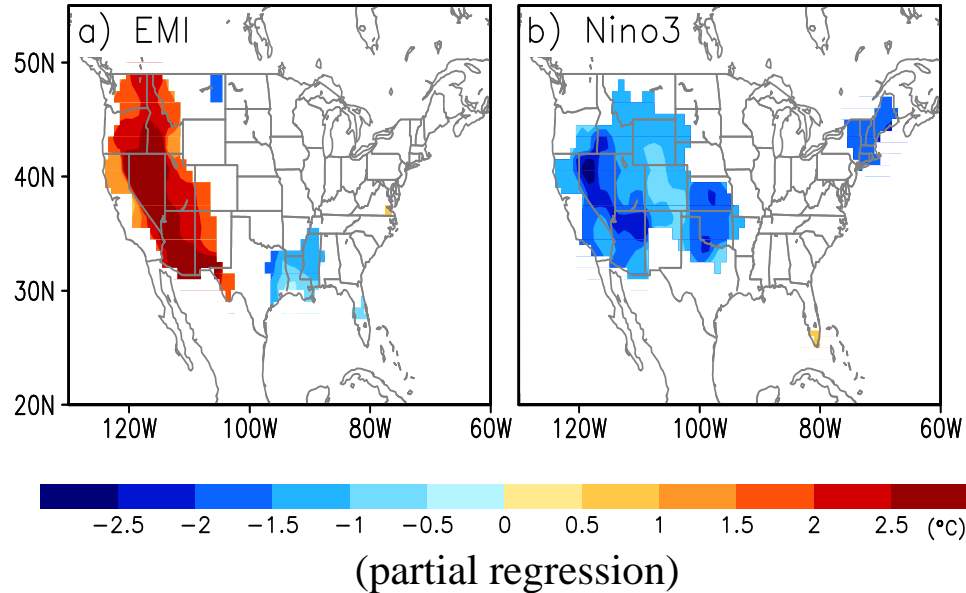 a) EMI
b) Nino3
50N
40N
30N
20N
120W 100W 80W 60W
120W 100W 80W 60W
-2.5 -2 -1.5 -1 -0.5 0 0.5 1 1.5 2 2.5 (°C)
(partial regression)